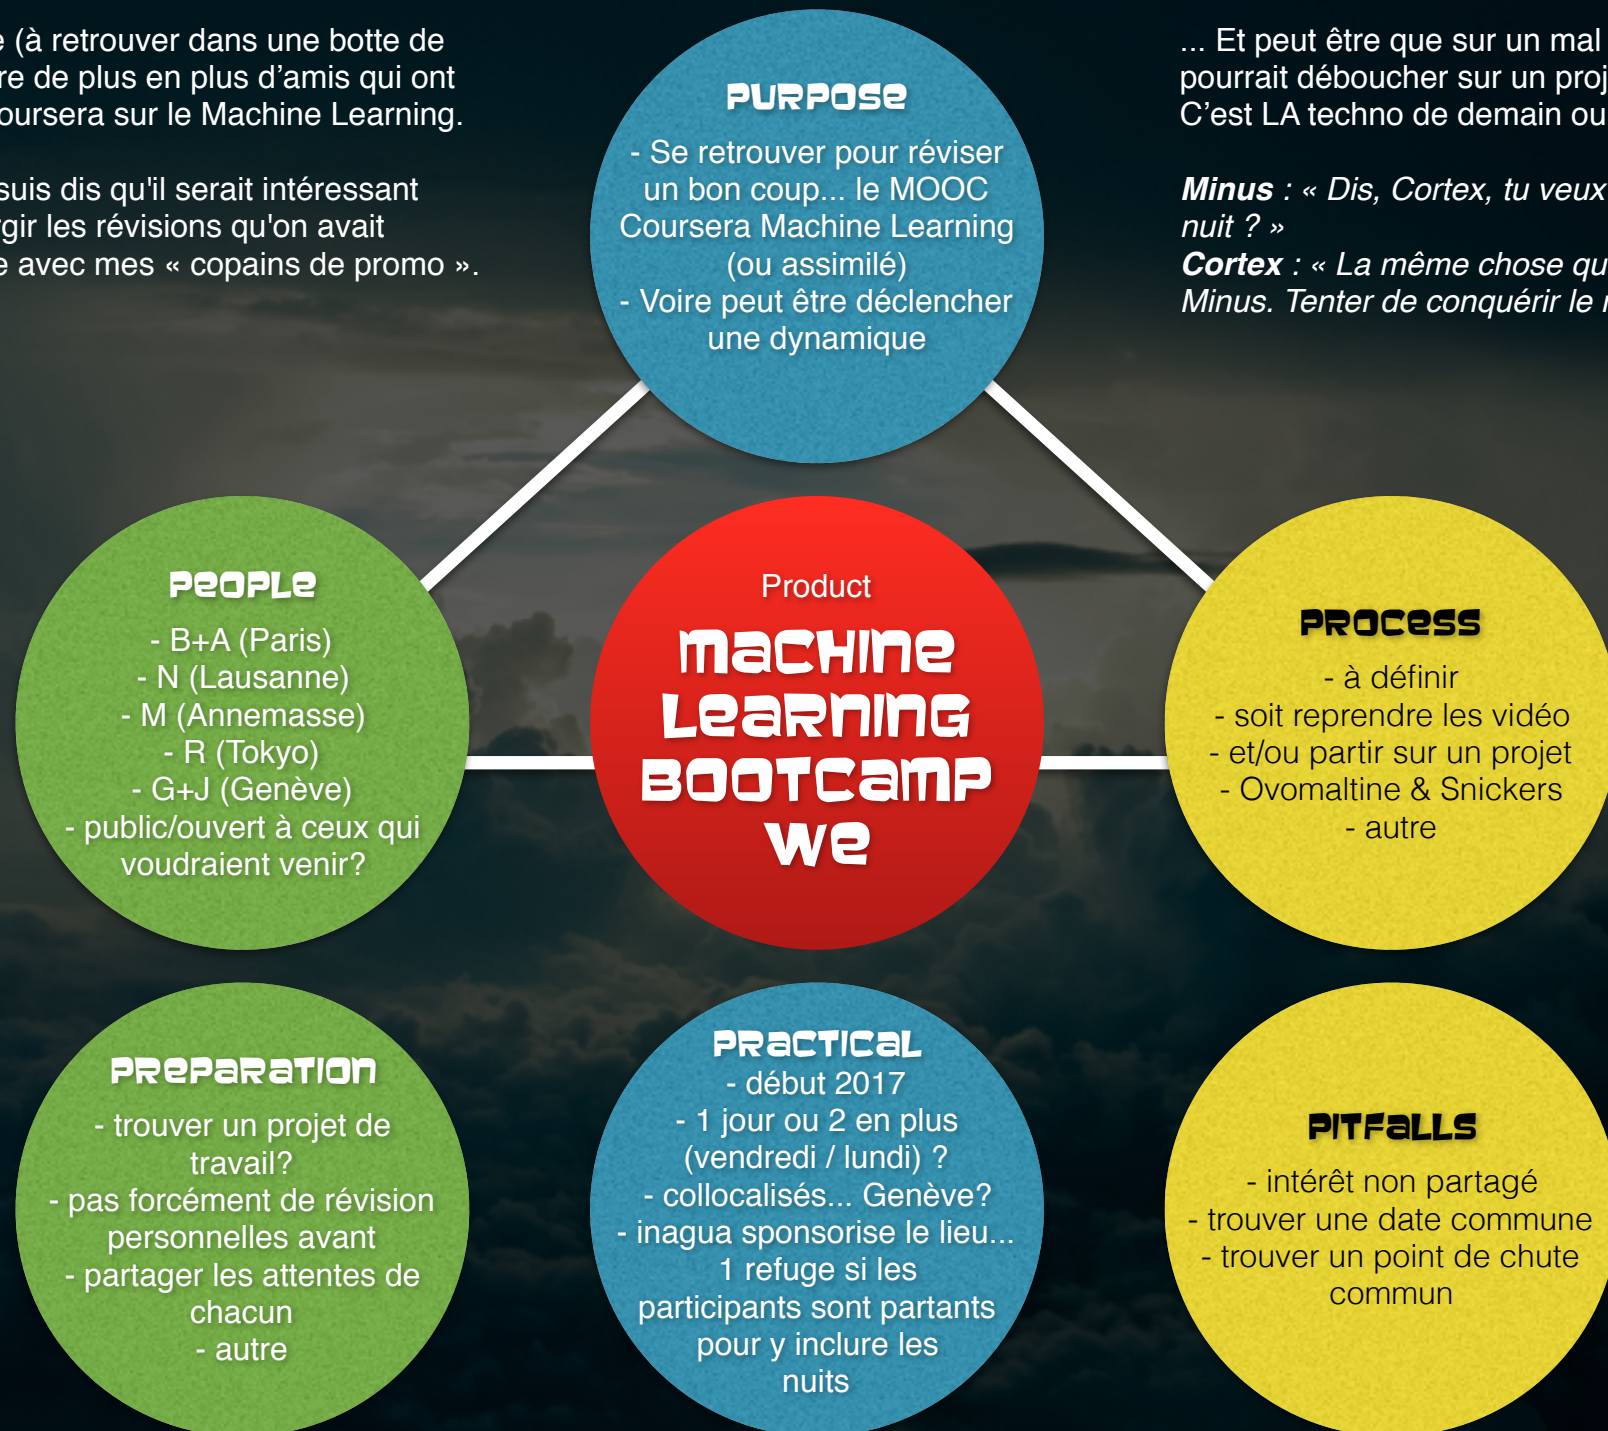 e (à retrouver dans une botte de
re de plus en plus d’amis qui ont
oursera sur le Machine Learning.
suis dis qu'il serait intéressant
rgir les révisions qu'on avait
e avec mes « copains de promo ».
... Et peut être que sur un mal
pourrait déboucher sur un proj
C’est LA techno de demain ou
Minus : « Dis, Cortex, tu veux
nuit ? »
Cortex : « La même chose qu
Minus. Tenter de conquérir le
PURPOSE
- Se retrouver pour réviser
un bon coup... le MOOC
Coursera Machine Learning
(ou assimilé)
- Voire peut être déclencher
une dynamique
PEOPLE
- B+A (Paris)
- N (Lausanne)
- M (Annemasse)
- R (Tokyo)
- G+J (Genève)
- public/ouvert à ceux qui
voudraient venir?
Product
MACHINE
LEARNING
BOOTCAMP
WE
PROCESS
- à définir
- soit reprendre les vidéo
- et/ou partir sur un projet
- Ovomaltine & Snickers
- autre
PREPARATION
- trouver un projet de
travail?
- pas forcément de révision
personnelles avant
- partager les attentes de
chacun
- autre
PRACTICAL
- début 2017
- 1 jour ou 2 en plus
(vendredi / lundi) ?
- collocalisés... Genève?
- inagua sponsorise le lieu...
1 refuge si les
participants sont partants
pour y inclure les
nuits
PITFALLS
- intérêt non partagé
- trouver une date commune
- trouver un point de chute
commun